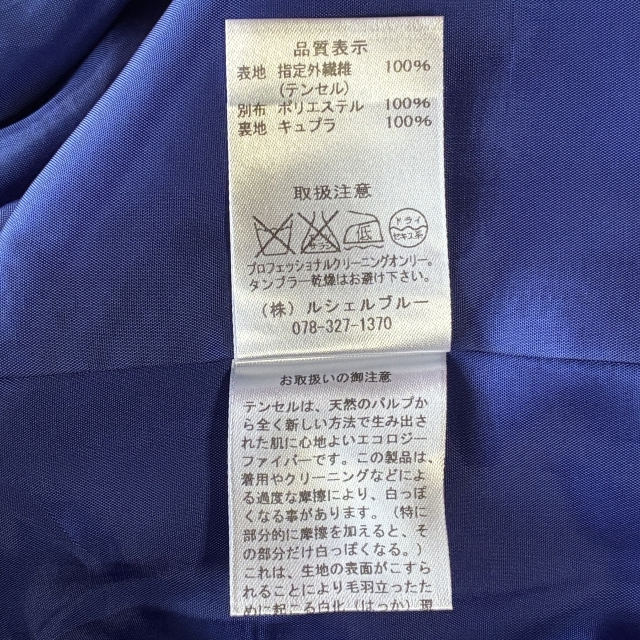 品質表示
表地 指定外繊維 100%
(テンセル)
別布 ポリエステル 100%
裏地 キュプラ 100%
取扱注意
エンソ
サラシ
低
ドライ
セキユ系
プロフェッショナルクリーニングオンリー。
タンブラー乾燥はお避け下さい。
（株）ルシェルブルー
078-327-1370
お取扱いの御注意
テンセルは、天然のパルプ
から全く新しい方法で生み出さ
れた肌に心地よいエコロジー
ファイバーです。この製品は、
着用やクリーニングなどによ
る過度な摩擦により、白っぽ
くなる事があります。（特に
部分的に摩擦を加えると、そ
の部分だけ白っぽくなる。）
これは、生地の表面がこすら
れることにより毛羽立ったた
めに起こる白化（はっか）現